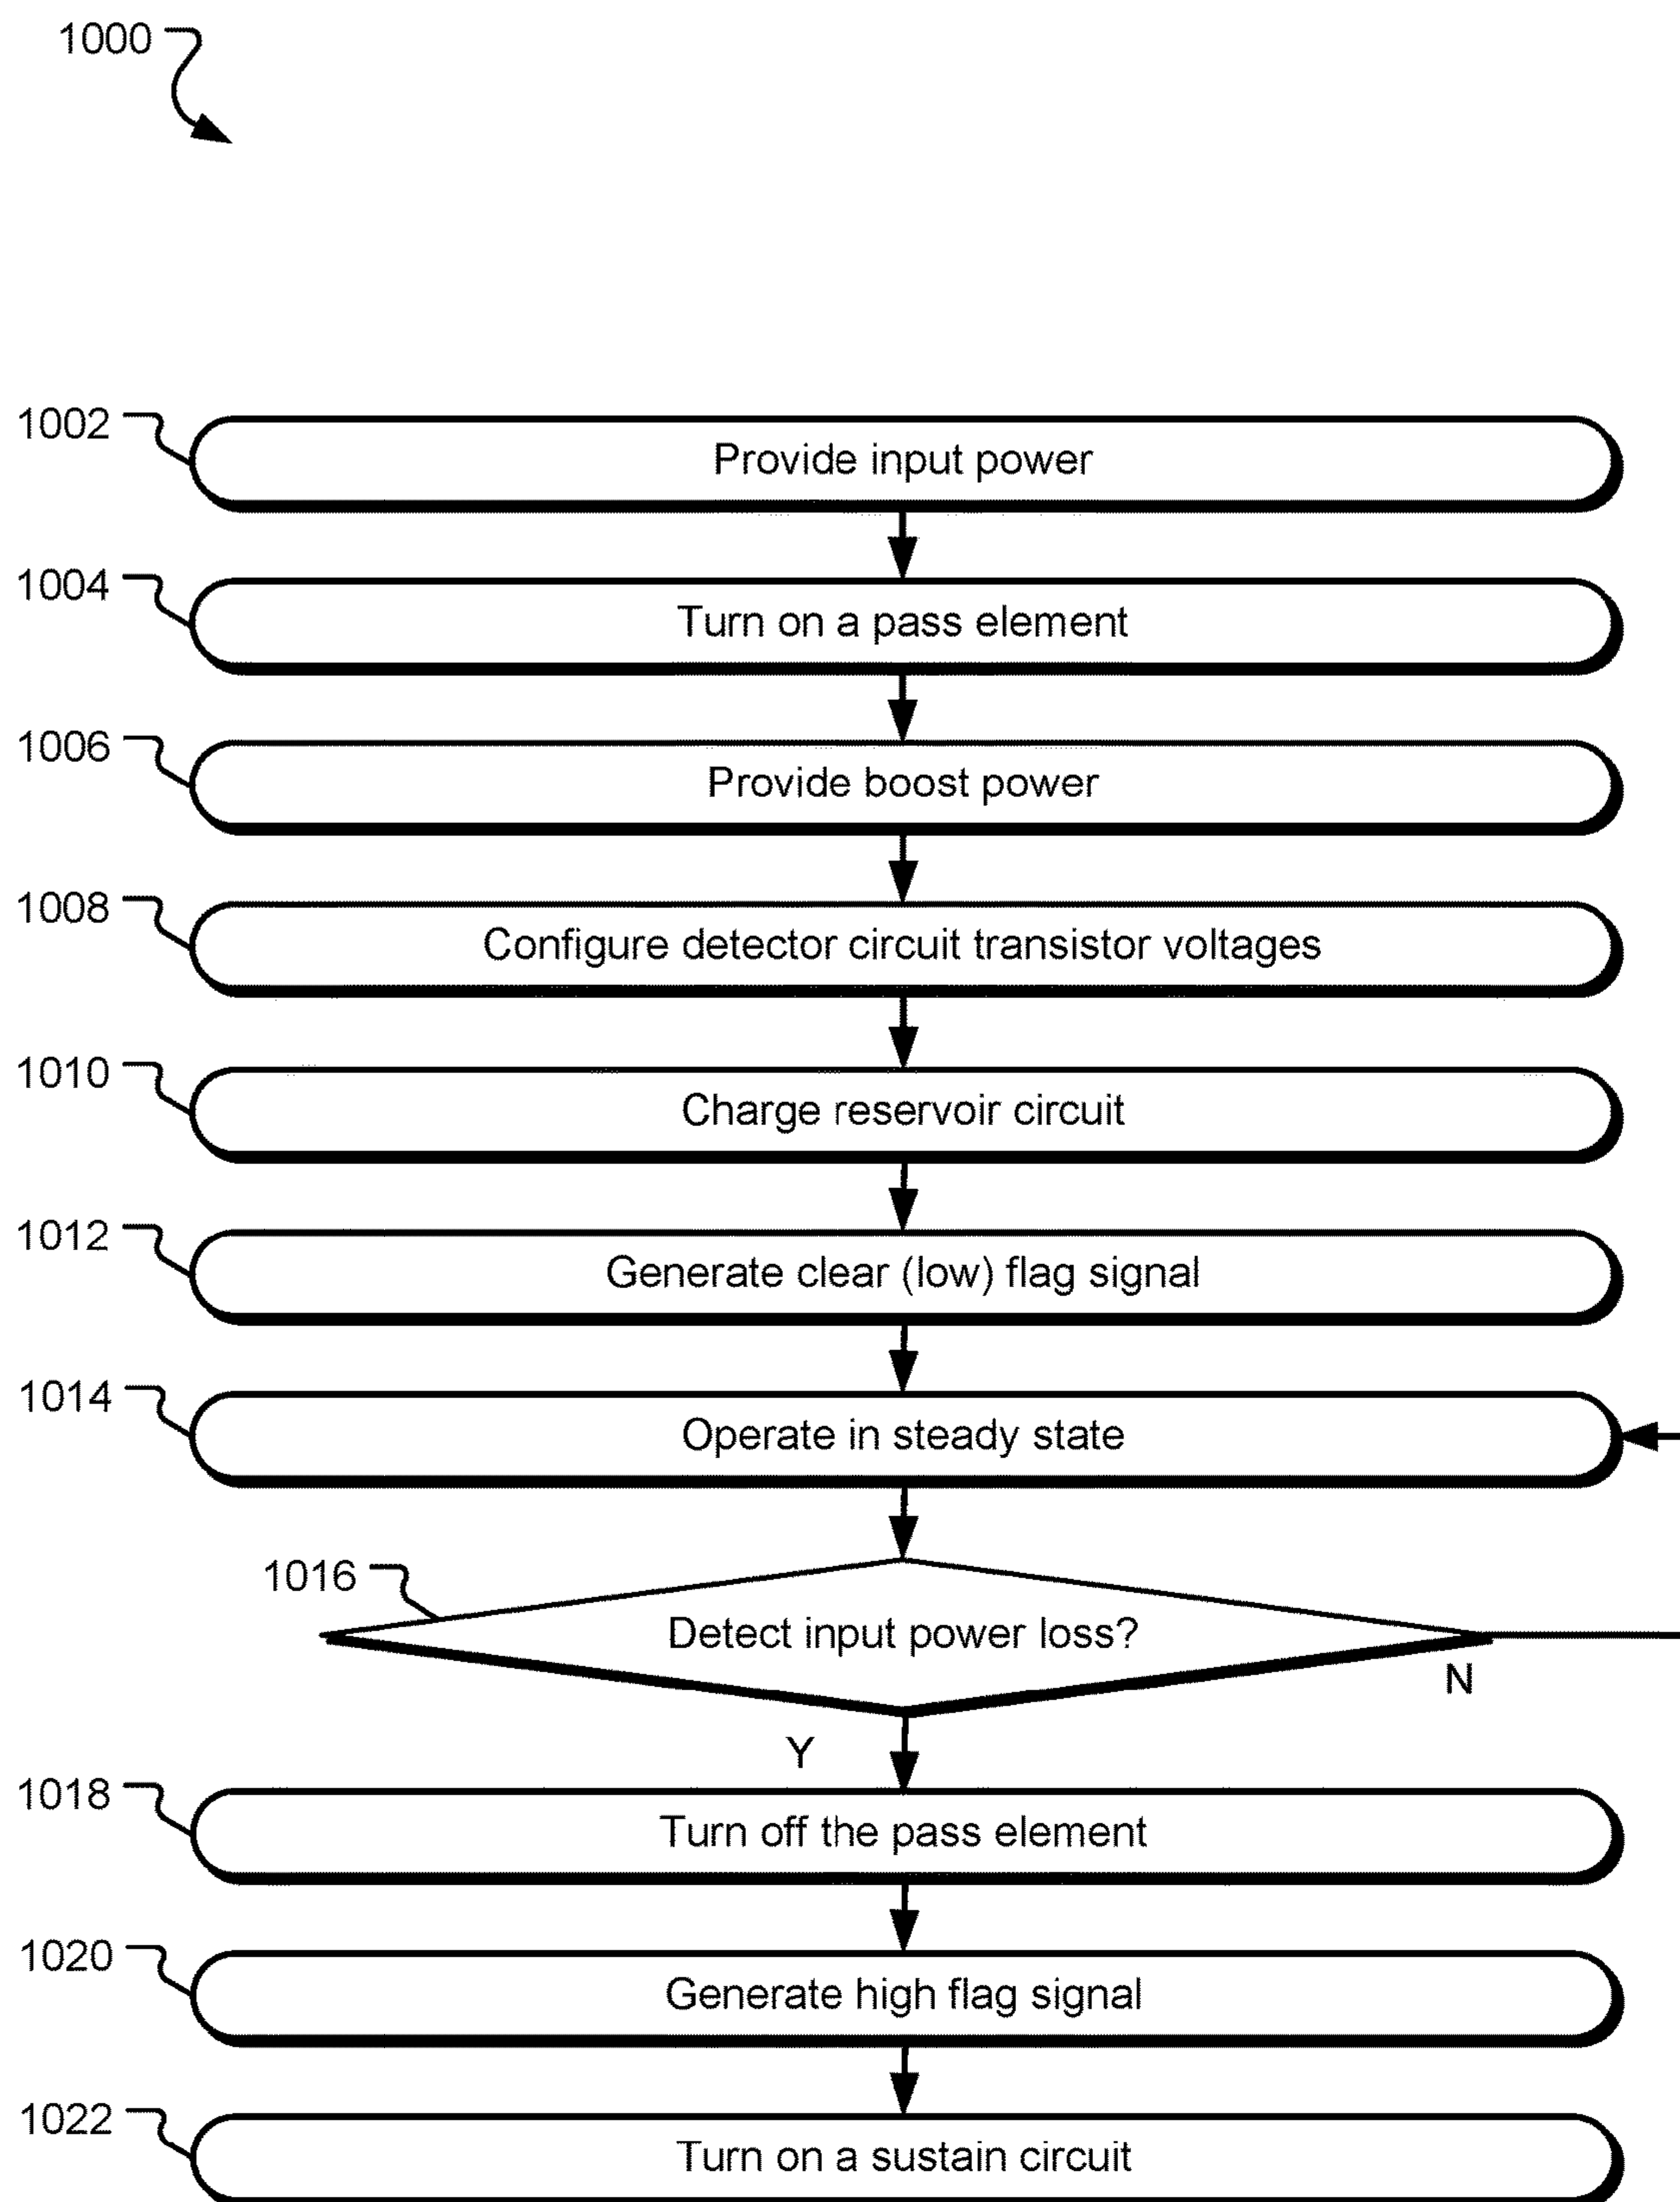 1000
1002
Provide input power
1004
Turn on a pass element
1006
Provide boost power
1008
Configure detector circuit transistor voltages
1010
Charge reservoir circuit
1012
Generate clear (low) flag signal
1014
Operate in steady state
1016
Detect input power loss?
N
Y
1018
Turn off the pass element
1020
Generate high flag signal
1022
Turn on a sustain circuit